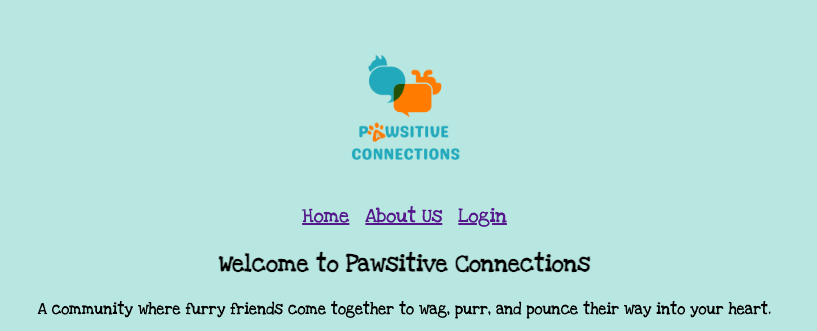 PAWSITIVE
CONNECTIONS
Home About Us Login
Welcome to Pawsitive Connections
A community where furry friends come together to wag, purr, and pounce their way into your heart.